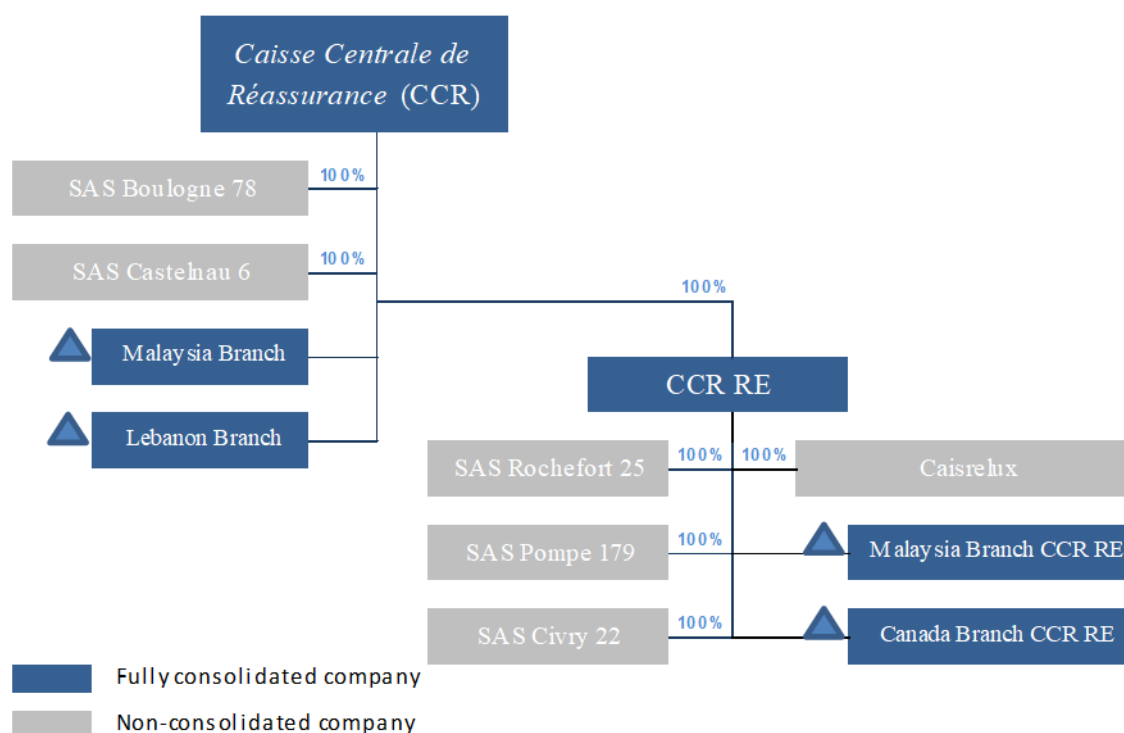 Caisse Centrale de
Réassurance (CCR)
100%
SAS Boulogne 78
100%
SAS Castelnau 6
100%
Malaysia Branch
CCR RE
Lebanon Branch
100%
100%
SAS Rochefort 25
Caisrelux
100%
SAS Pompe 179
Malaysia Branch CCR RE
100%
SAS Civry 22
Canada Branch CCR RE
Fully consolidated company
Non-consolidated company